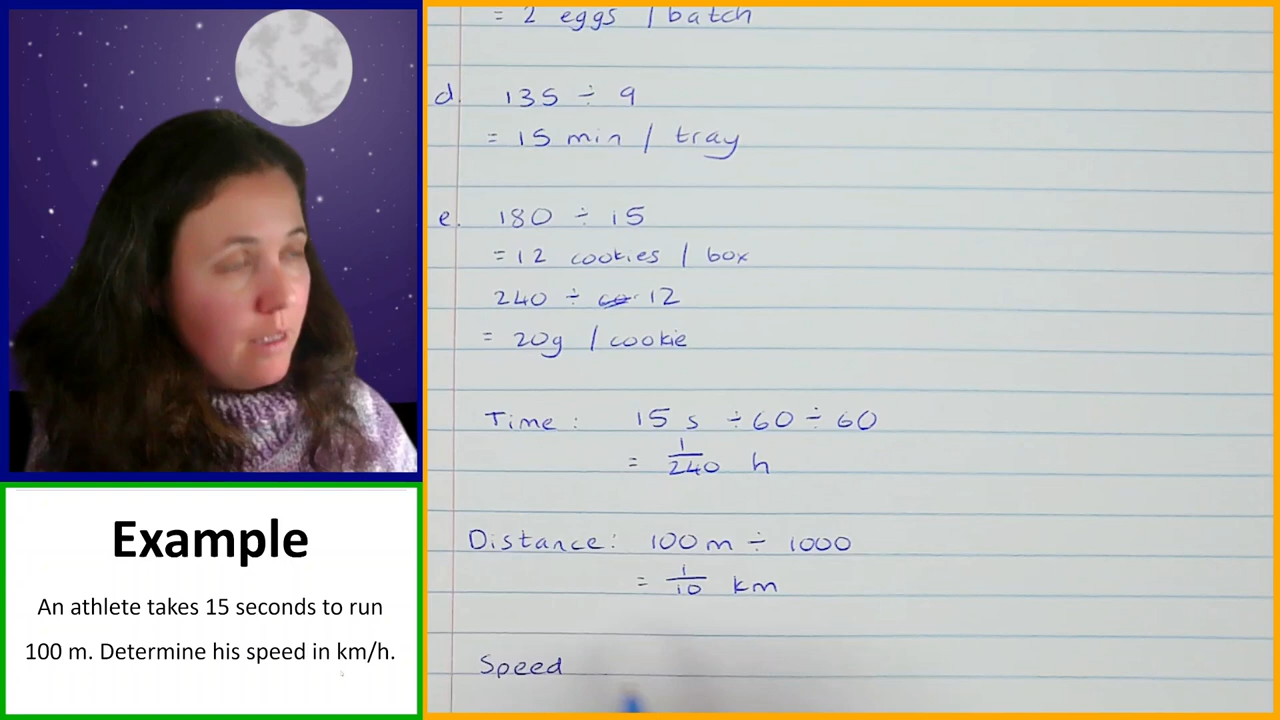 = 2 eggs / batch
d. 135 ÷ 9
= 15 min / tray
e. 180 ÷ 15
= 12 cookies / box
240 ÷ 12
= 20g / cookie
Time: 15 s ÷ 60 ÷ 60
= 1/240 h
Distance: 100 m ÷ 1000
= 1/10 km
Speed
Example
An athlete takes 15 seconds to run
100 m. Determine his speed in km/h.